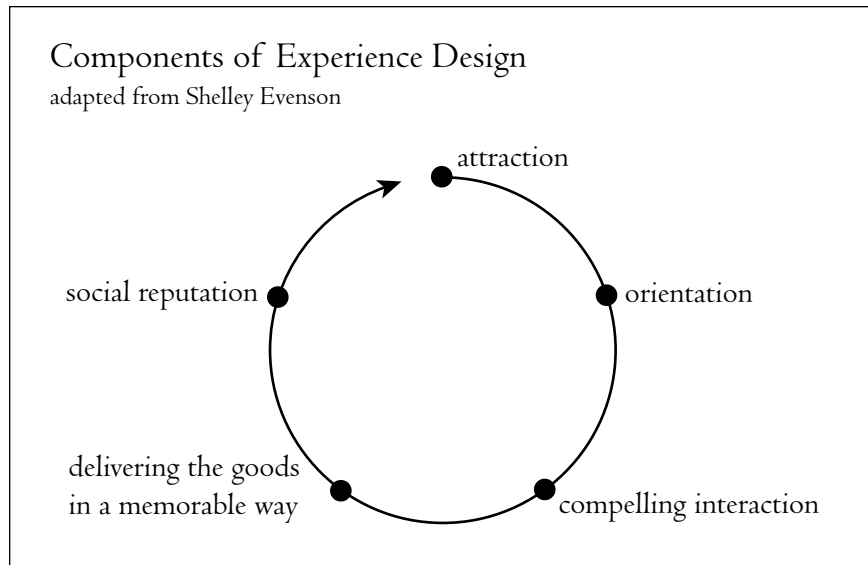 Components of Experience Design
adapted from Shelley Evenson
attraction
orientation
compelling interaction
delivering the goods
in a memorable way
social reputation